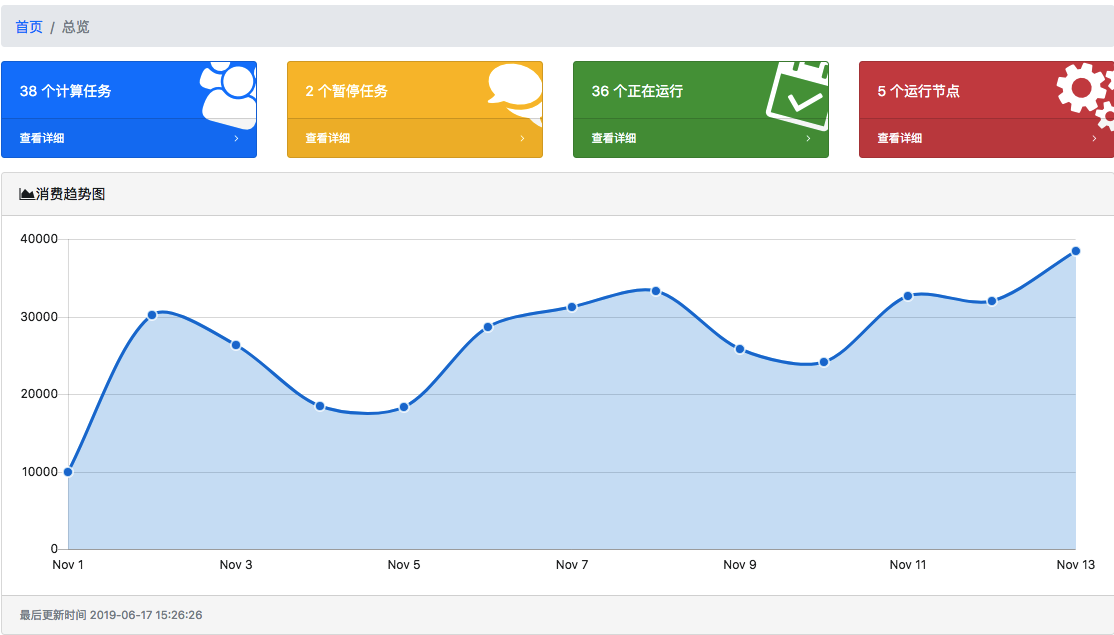 首页 / 总览
38 个计算任务
查看详细
2 个暂停任务
查看详细
36 个正在运行
查看详细
5 个运行节点
查看详细
消费趋势图
40000
30000
20000
10000
0
Nov 1 Nov 3 Nov 5 Nov 7 Nov 9 Nov 11 Nov 13
最后更新时间 2019-06-17 15:26:26